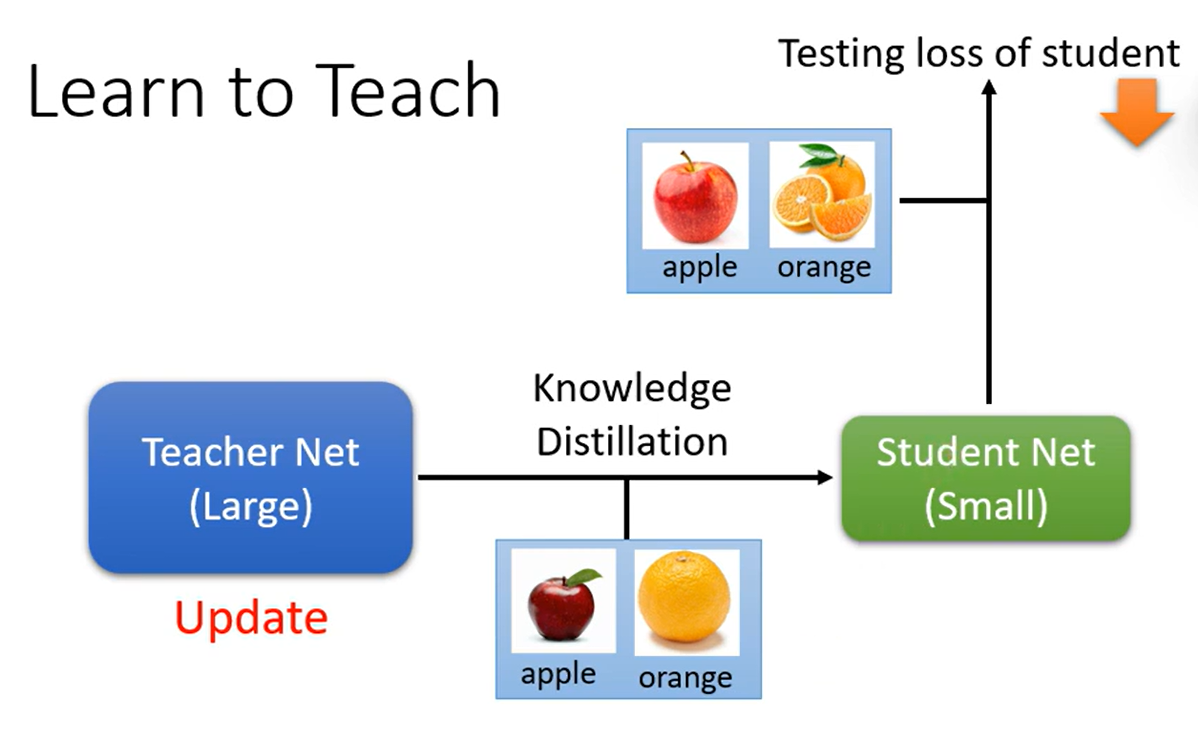 Learn to Teach
Testing loss of student
apple
orange
Knowledge
Distillation
Teacher Net
(Large)
Student Net
(Small)
Update
apple
orange